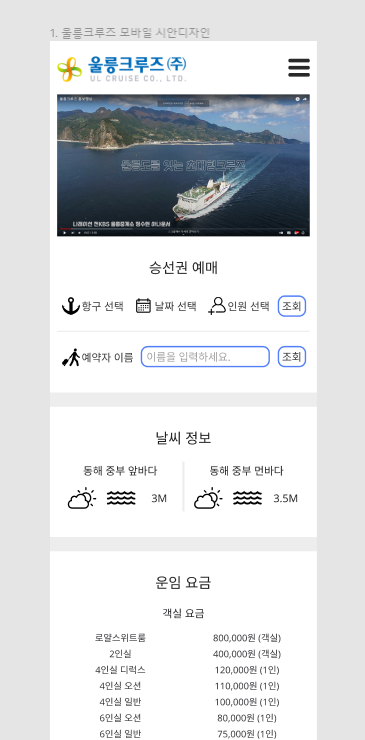 1. 울릉크루즈 모바일 시안디자인
울릉크루즈 (주)
UL CRUISE CO., LTD.
울릉도를 잇는 초대형크루즈
승선권 예매
항구 선택 날짜 선택 인원 선택 조회
예약자 이름 이름을 입력하세요. 조회
날씨 정보
동해 중부 앞바다 동해 중부 먼바다
3M 3.5M
운임 요금
객실 요금
로얄스위트룸 800,000원 (객실)
2인실 400,000원 (객실)
4인실 디럭스 120,000원 (1인)
4인실 오션 110,000원 (1인)
4인실 일반 100,000원 (1인)
6인실 오션 80,000원 (1인)
6인실 일반 75,000원 (1인)